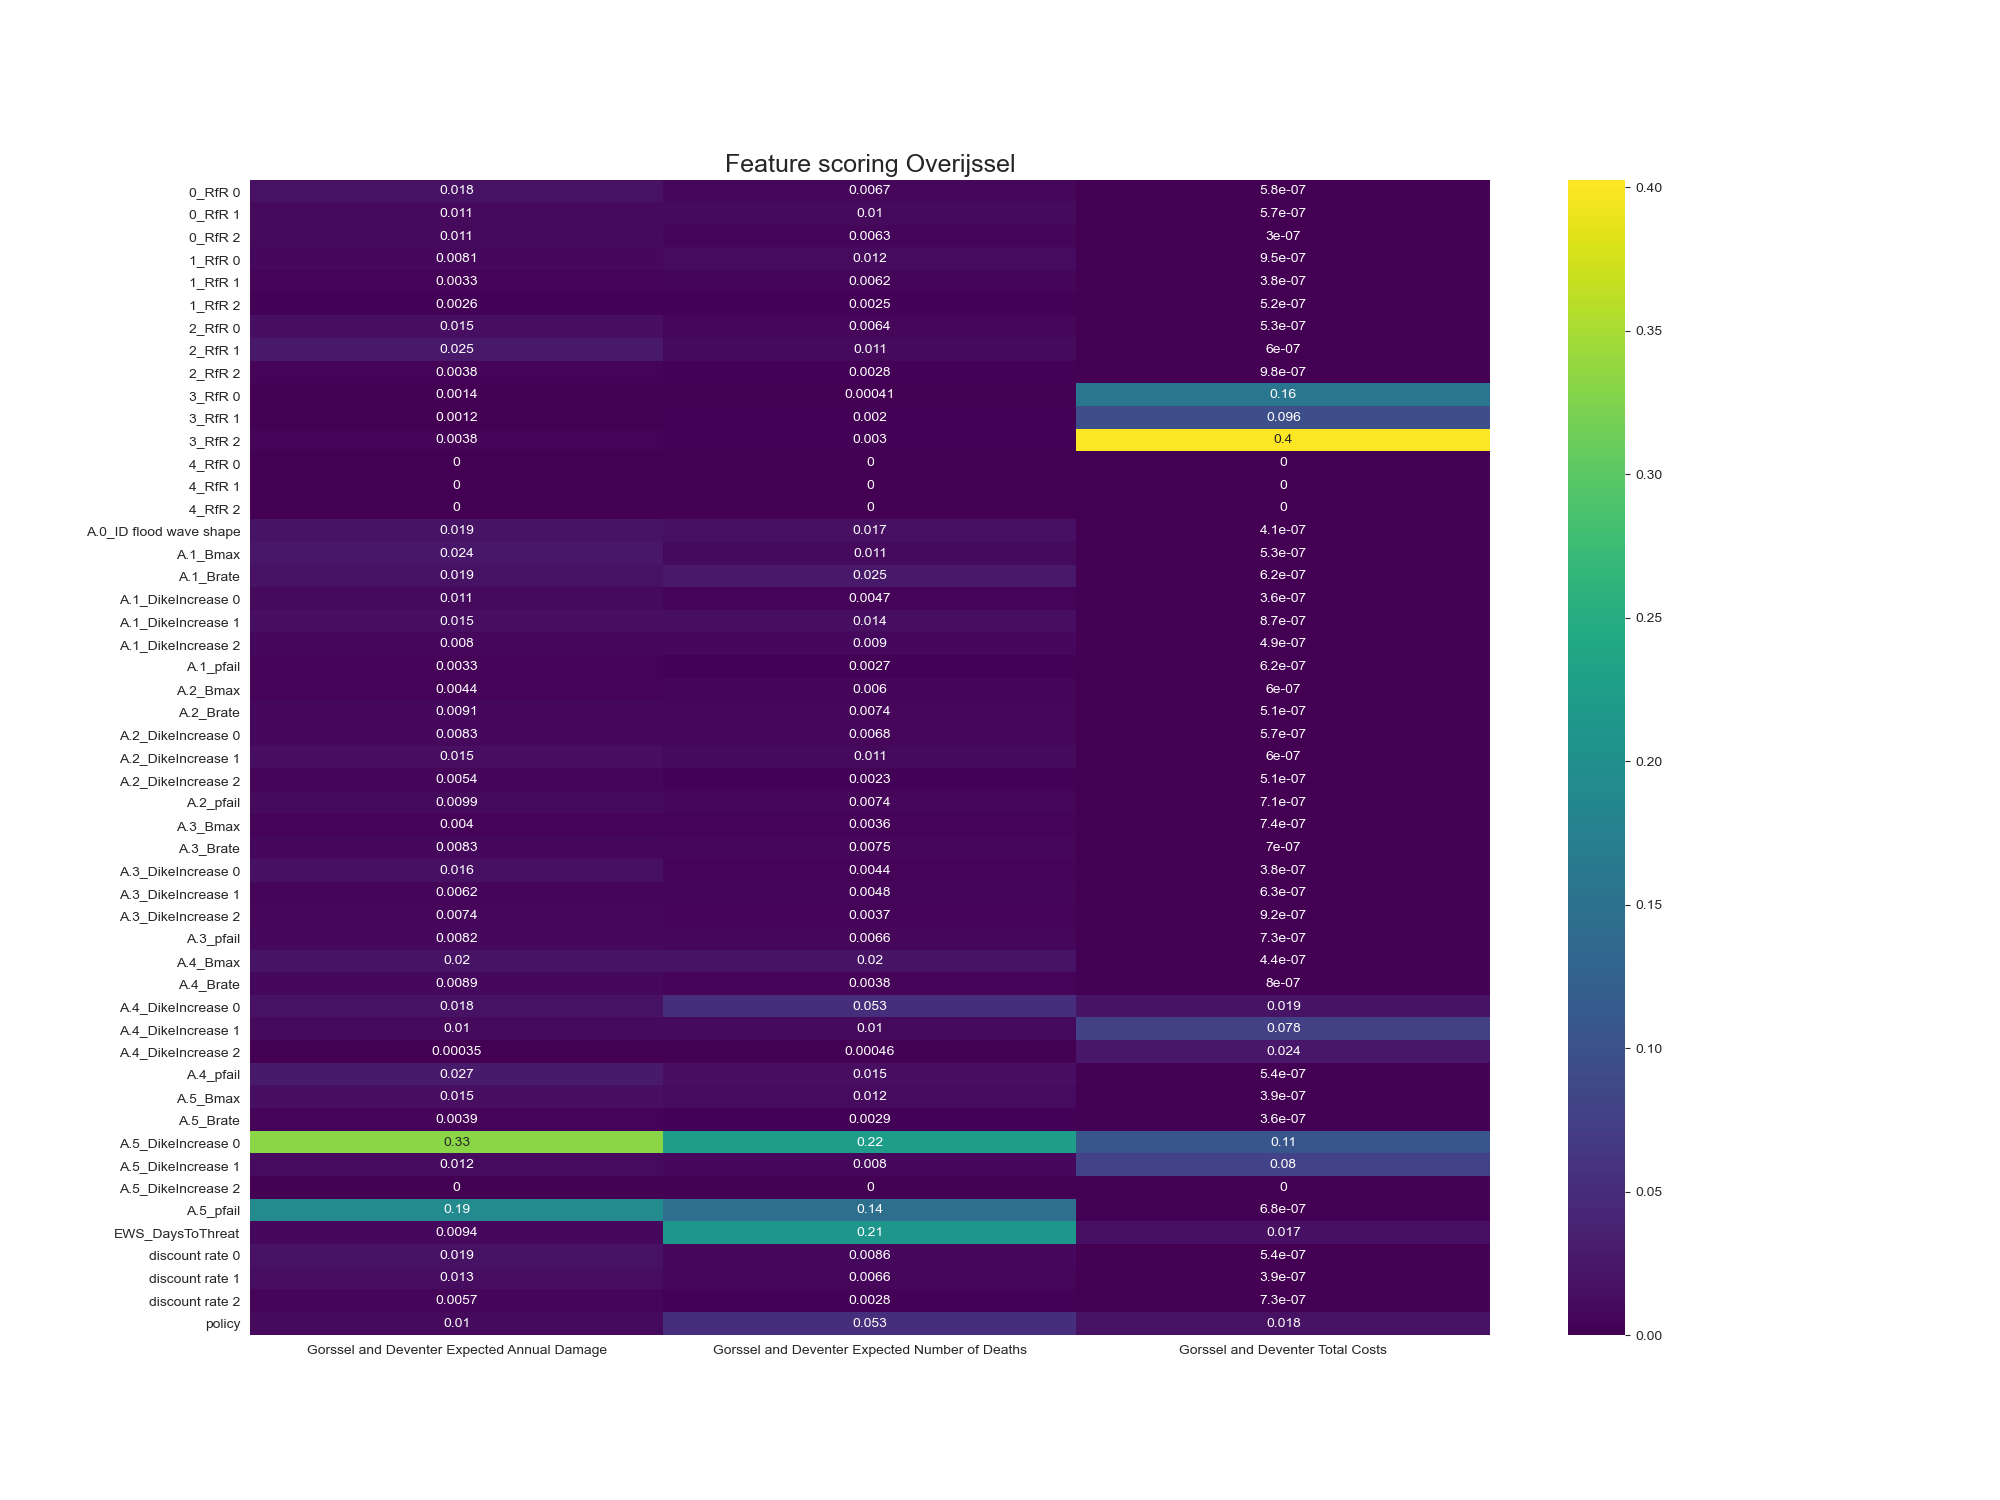 Feature scoring Overijssel
0_RfR 0 0.018 0.0067 5.8e-07
0_RfR 1 0.011 0.01 5.7e-07
0_RfR 2 0.011 0.0063 3e-07
1_RfR 0 0.0081 0.012 9.5e-07
1_RfR 1 0.0033 0.0062 3.8e-07
1_RfR 2 0.0026 0.0025 5.2e-07
2_RfR 0 0.015 0.0064 5.3e-07
2_RfR 1 0.025 0.011 6e-07
2_RfR 2 0.0038 0.0028 9.8e-07
3_RfR 0 0.0014 0.00041 0.16
3_RfR 1 0.0012 0.002 0.096
3_RfR 2 0.0038 0.003 0.4
4_RfR 0 0 0 0
4_RfR 1 0 0 0
4_RfR 2 0 0 0
A.0_ID flood wave shape 0.019 0.017 4.1e-07
A.1_Bmax 0.024 0.011 5.3e-07
A.1_Brate 0.019 0.025 6.2e-07
A.1_DikeIncrease 0 0.011 0.0047 3.6e-07
A.1_DikeIncrease 1 0.015 0.014 8.7e-07
A.1_DikeIncrease 2 0.008 0.009 4.9e-07
A.1_pfail 0.0033 0.0027 6.2e-07
A.2_Bmax 0.0044 0.006 6e-07
A.2_Brate 0.0091 0.0074 5.1e-07
A.2_DikeIncrease 0 0.0083 0.0068 5.7e-07
A.2_DikeIncrease 1 0.015 0.011 6e-07
A.2_DikeIncrease 2 0.0054 0.0023 5.1e-07
A.2_pfail 0.0099 0.0074 7.1e-07
A.3_Bmax 0.004 0.0036 7.4e-07
A.3_Brate 0.0083 0.0075 7e-07
A.3_DikeIncrease 0 0.016 0.0044 3.8e-07
A.3_DikeIncrease 1 0.0062 0.0048 6.3e-07
A.3_DikeIncrease 2 0.0074 0.0037 9.2e-07
A.3_pfail 0.0082 0.0066 7.3e-07
A.4_Bmax 0.02 0.02 4.4e-07
A.4_Brate 0.0089 0.0038 8e-07
A.4_DikeIncrease 0 0.018 0.053 0.019
A.4_DikeIncrease 1 0.01 0.01 0.078
A.4_DikeIncrease 2 0.00035 0.00046 0.024
A.4_pfail 0.027 0.015 5.4e-07
A.5_Bmax 0.015 0.012 3.9e-07
A.5_Brate 0.0039 0.0029 3.6e-07
A.5_DikeIncrease 0 0.33 0.22 0.11
A.5_DikeIncrease 1 0.012 0.008 0.08
A.5_DikeIncrease 2 0 0 0
A.5_pfail 0.19 0.14 6.8e-07
EWS_DaysToThreat 0.0094 0.21 0.017
discount rate 0 0.019 0.0086 5.4e-07
discount rate 1 0.013 0.0066 3.9e-07
discount rate 2 0.0057 0.0028 7.3e-07
policy 0.01 0.053 0.018
Gorssel and Deventer Expected Annual Damage Gorssel and Deventer Expected Number of Deaths Gorssel and Deventer Total Costs
0.40
0.35
0.30
0.25
0.20
0.15
0.10
0.05
0.00